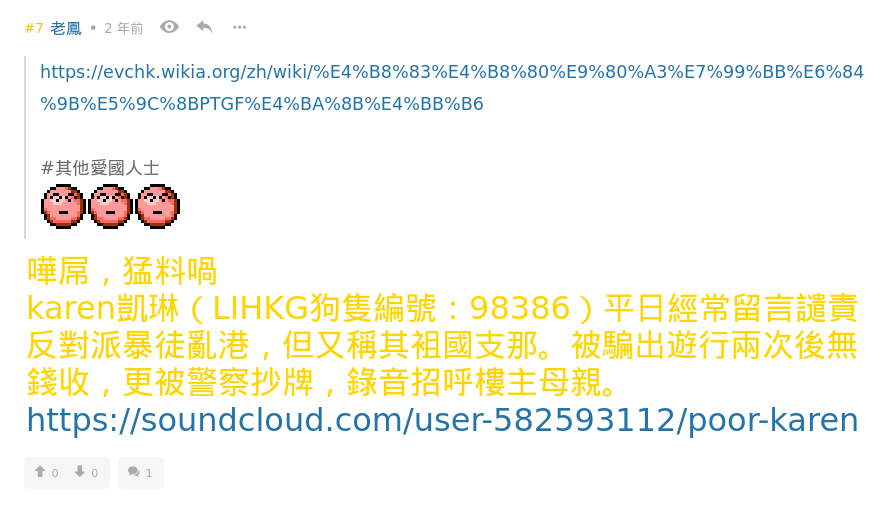 #7 老鳳 • 2 年前
https://evchk.wikia.org/zh/wiki/%E4%B8%83%E4%B8%80%E9%80%A3%E7%99%BB%E6%84
%9B%E5%9C%8BPTGF%E4%BA%8B%E4%BB%B6
#其他愛國人士
嘩屌，猛料喎
karen凱琳（LIHKG狗隻編號：98386）平日經常留言譴責
反對派暴徒亂港，但又稱其袓國支那。被騙出遊行兩次後無
錢收，更被警察抄牌，錄音招呼樓主母親。
https://soundcloud.com/user-582593112/poor-karen
0 0 1